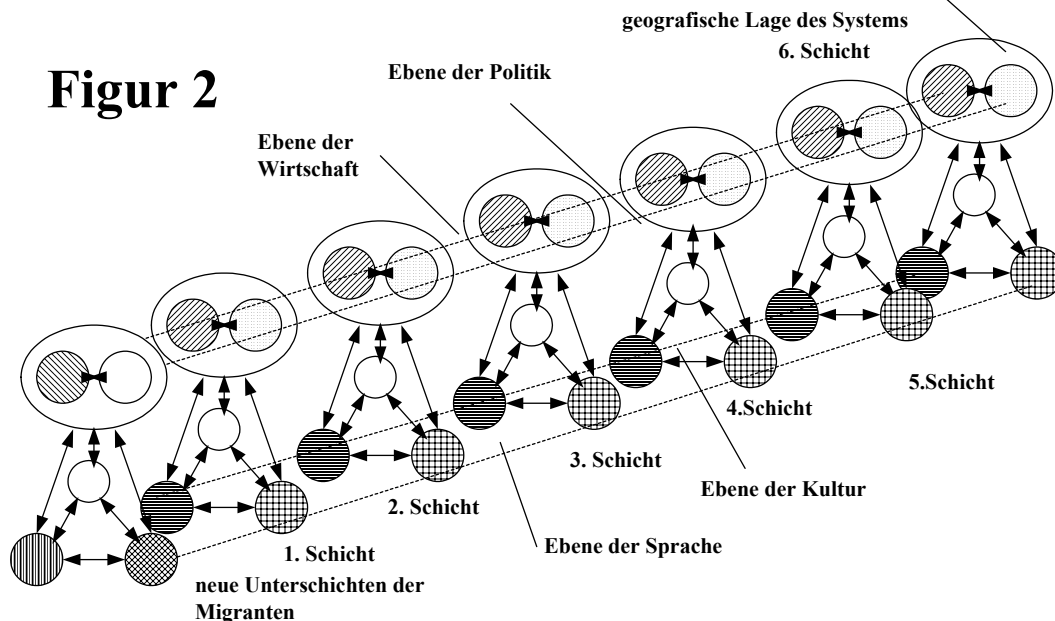 geografische Lage des Systems
6. Schicht
Ebene der Politik
Figur 2
Ebene der
Wirtschaft
5.Schicht
4.Schicht
3. Schicht
Ebene der Kultur
2. Schicht
Ebene der Sprache
1. Schicht
neue Unterschichten der
Migranten